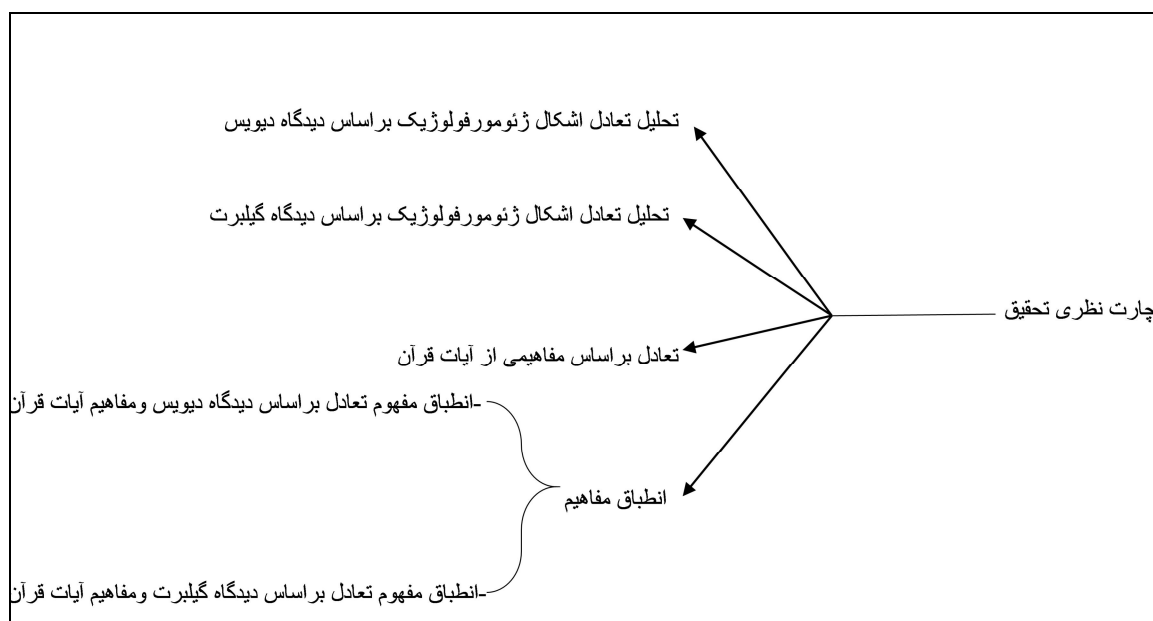 تحلیل تعادل اشکال ژئومورفولوژیک براساس دیدگاه دیویس
تحلیل تعادل اشکال ژئومورفولوژیک براساس دیدگاه گیلبرت
چارت نظری تحقیق
تعادل براساس مفاهیمی از آیات قرآن
-انطباق مفهوم تعادل براساس دیدگاه دیویس ومفاهیم آیات قرآن
انطباق مفاهیم
-انطباق مفهوم تعادل براساس دیدگاه گیلبرت ومفاهیم آیات قرآن